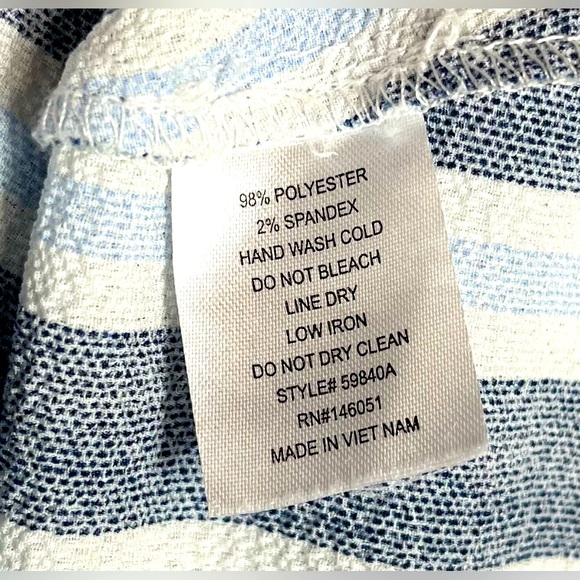 98% POLYESTER
2% SPANDEX
HAND WASH COLD
DO NOT BLEACH
LINE DRY
LOW IRON
DO NOT DRY CLEAN
STYLE# 59840A
RN#146051
MADE IN VIET NAM